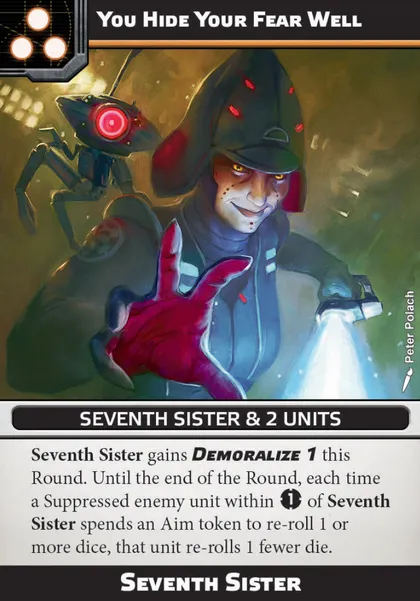 You Hide Your Fear Well
Peter Polach
SEVENTH SISTER & 2 UNITS
Seventh Sister gains Demoralize 1 this
Round. Until the end of the Round, each time
a Suppressed enemy unit within 1 of Seventh
Sister spends an Aim token to re-roll 1 or
more dice, that unit re-rolls 1 fewer die.
Seventh Sister